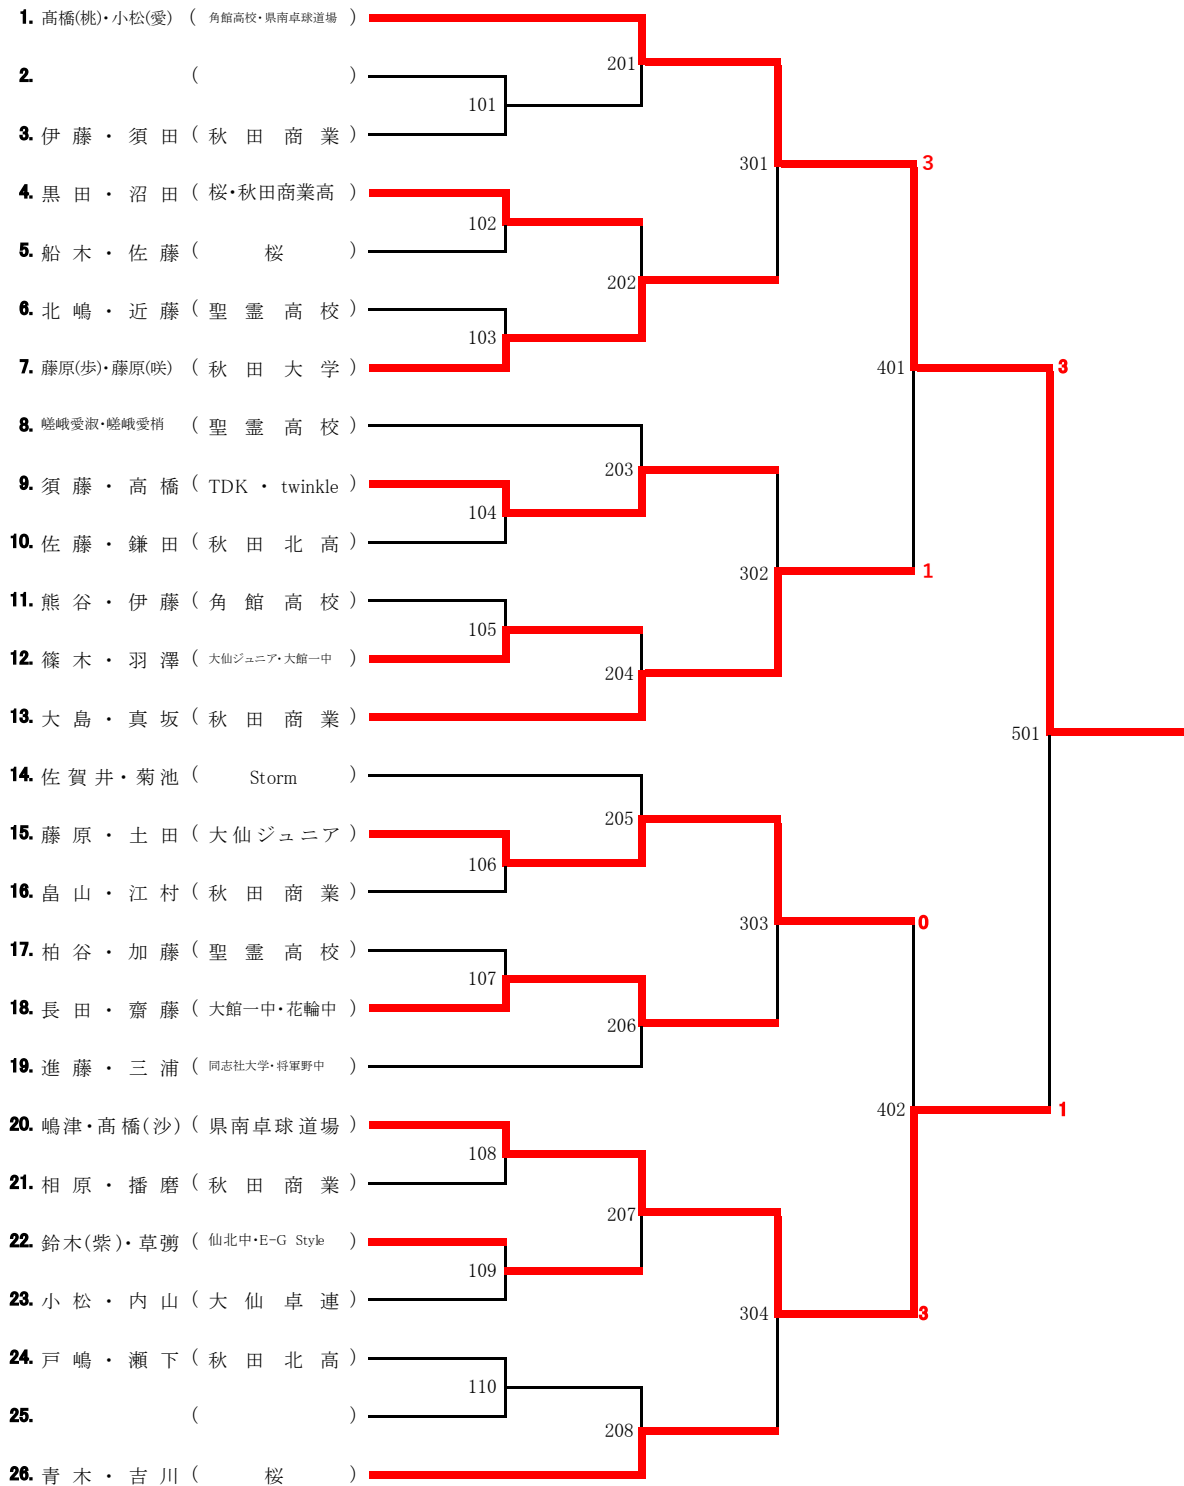 1. 髙橋(桃)・小松(愛) ( 角館高校・県南卓球道場 )
201
2. ( )
101
3. 伊藤・須田 ( 秋田商業 )
301
3
4. 黒田・沼田 ( 桜・秋田商業高 )
102
5. 船木・佐藤 ( 桜 )
202
6. 北嶋・近藤 ( 聖霊高校 )
103
7. 藤原(歩)・藤原(咲) ( 秋田大学 )
401
3
8. 嵯峨愛淑・嵯峨愛梢 ( 聖霊高校 )
203
9. 須藤・高橋 ( TDK ・ twinkle )
104
10. 佐藤・鎌田 ( 秋田北高 )
302
1
11. 熊谷・伊藤 ( 角館高校 )
105
12. 篠木・羽澤 ( 大仙ジュニア・大館一中 )
204
13. 大島・真坂 ( 秋田商業 )
501
14. 佐賀井・菊池 ( Storm )
205
15. 藤原・土田 ( 大仙ジュニア )
106
16. 畠山・江村 ( 秋田商業 )
303
0
17. 柏谷・加藤 ( 聖霊高校 )
107
18. 長田・齋藤 ( 大館一中・花輪中 )
206
19. 進藤・三浦 ( 同志社大学・将軍野中 )
402
1
20. 嶋津・髙橋(沙) ( 県南卓球道場 )
108
21. 相原・播磨 ( 秋田商業 )
207
22. 鈴木(紫)・草彅 ( 仙北中・E-G Style )
109
23. 小松・内山 ( 大仙卓連 )
304
3
24. 戸嶋・瀬下 ( 秋田北高 )
110
25. ( )
208
26. 青木・吉川 ( 桜 )